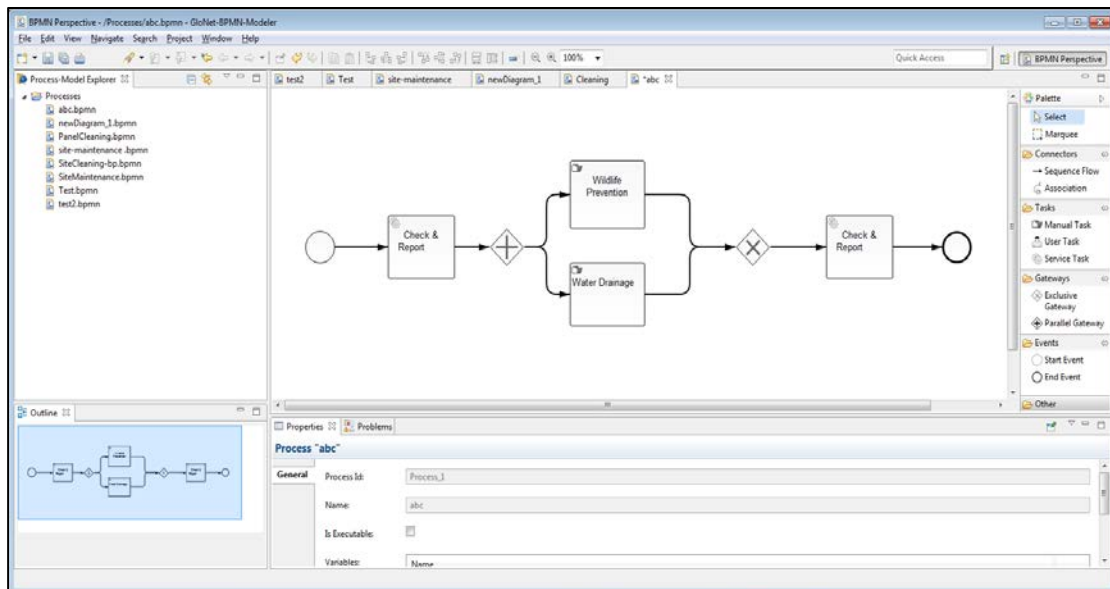 BPMN Perspective - /Processes/abc.bpmn - GloNet-BPMN-Modeler
File Edit View Navigate Search Project Window Help
100% Quick Access BPMN Perspective
Process-Model Explorer
Processes
abc.bpmn
newDiagram_1.bpmn
PanelCleaning.bpmn
site-maintenance .bpmn
SiteCleaning-bp.bpmn
SiteMaintenance.bpmn
Test.bpmn
test2.bpmn
test2 Test site-maintenance newDiagram_1 Cleaning *abc
Check &
Report
Wildlife
Prevention
Water Drainage
Check &
Report
Palette
Select
Marquee
Connectors
Sequence Flow
Association
Tasks
Manual Task
User Task
Service Task
Gateways
Exclusive
Gateway
Parallel Gateway
Events
Start Event
End Event
Other
Outline
Properties Problems
Process "abc"
General
Process Id: Process_1
Name: abc
Is Executable:
Variables: Name